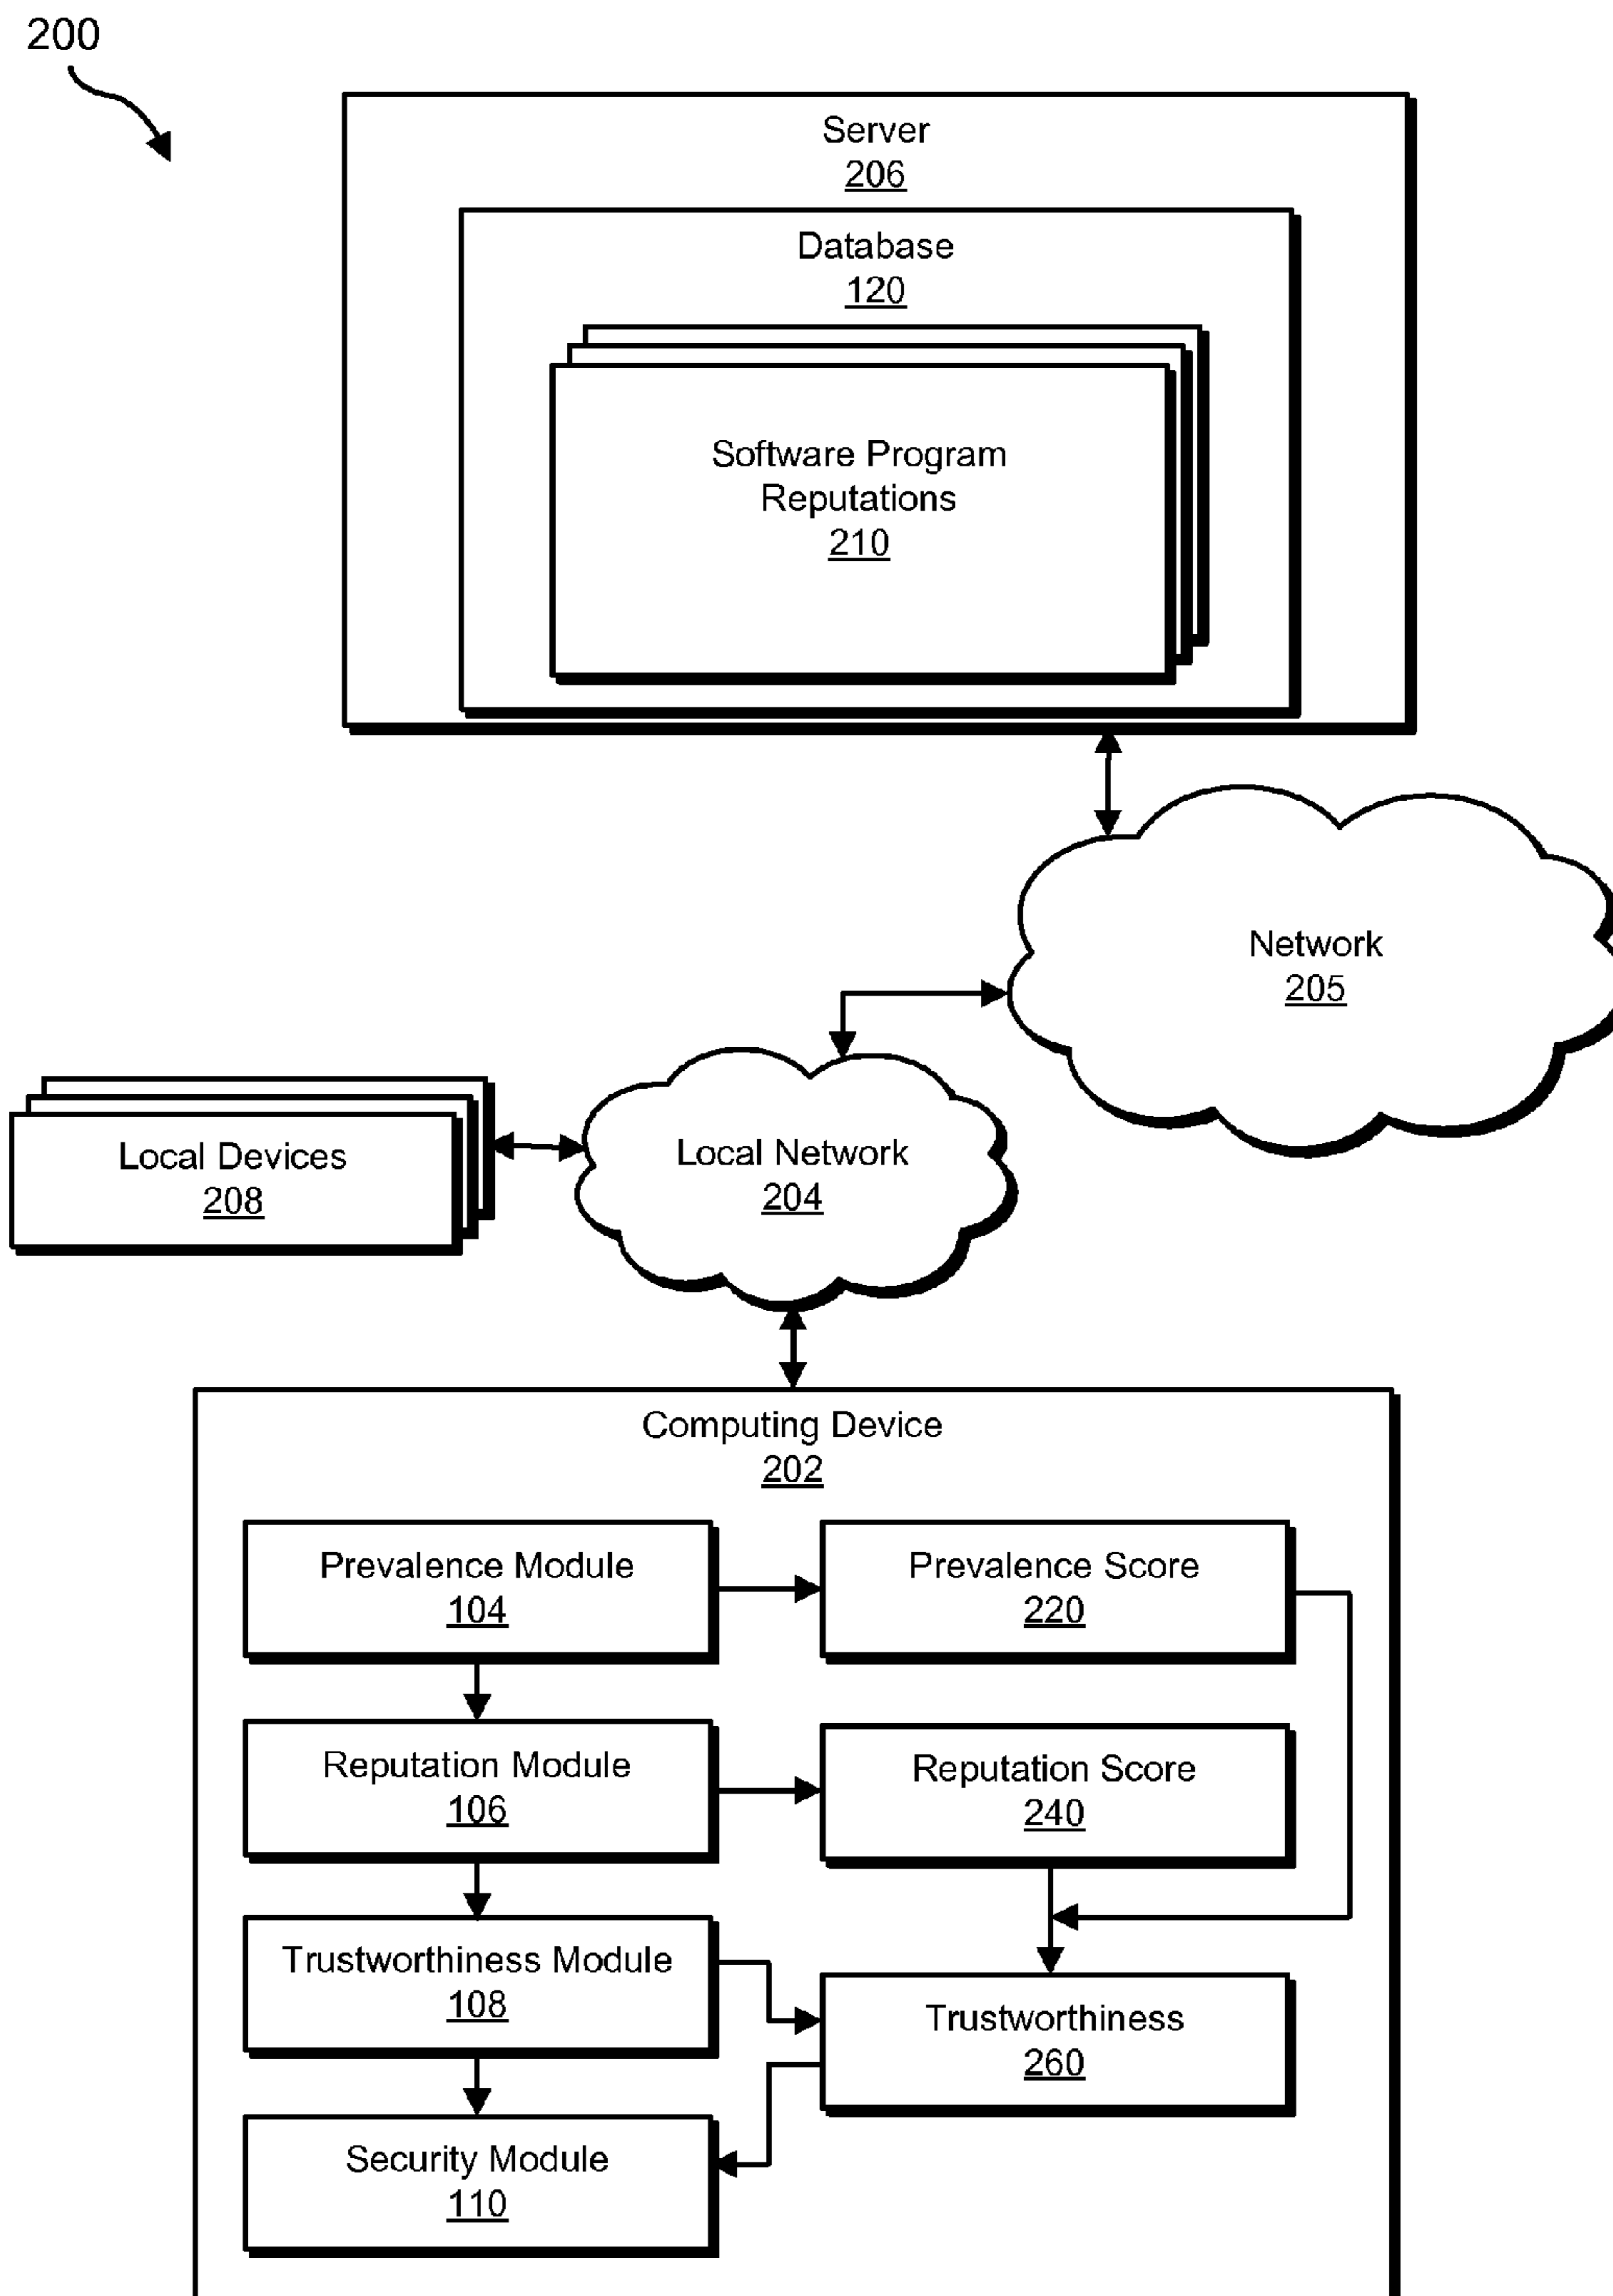 200
Server
206
Database
120
Software Program
Reputations
210
Network
205
Local Devices
208
Local Network
204
Computing Device
202
Prevalence Module
104
Prevalence Score
220
Reputation Module
106
Reputation Score
240
Trustworthiness Module
108
Trustworthiness
260
Security Module
110